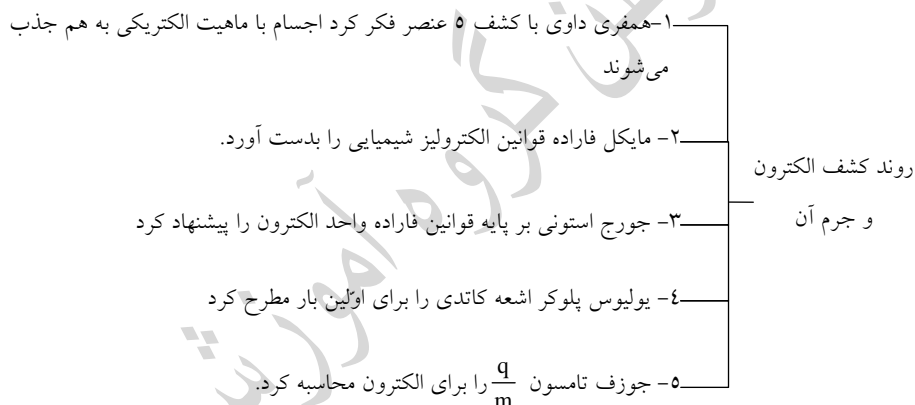 روند کشف الکترون
و جرم آن
۱-همفری داوی با کشف ۵ عنصر فکر کرد اجسام با ماهیت الکتریکی به هم جذب
می‌شوند
۲- مایکل فاراده قوانین الکترولیز شیمیایی را بدست آورد.
۳- جورج استونی بر پایه قوانین فاراده واحد الکترون را پیشنهاد کرد
٤- یولیوس پلوکر اشعه کاتدی را برای اوّلین بار مطرح کرد
۵- جوزف تامسون q/m را برای الکترون محاسبه کرد.
گروه آموزش